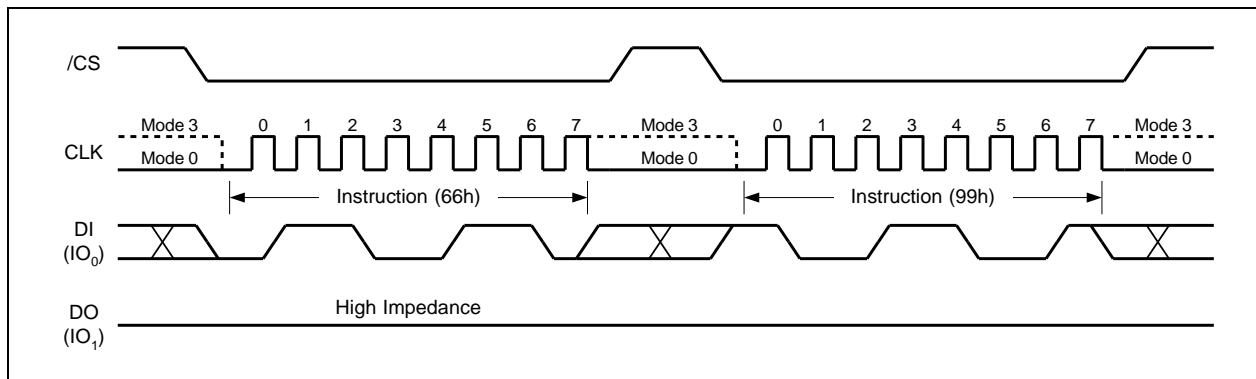 /CS
Mode 3 0 1 2 3 4 5 6 7 Mode 3 0 1 2 3 4 5 6 7 Mode 3
CLK Mode 0 Mode 0 Mode 0
Instruction (66h) Instruction (99h)
DI
(IO0)
High Impedance
DO
(IO1)